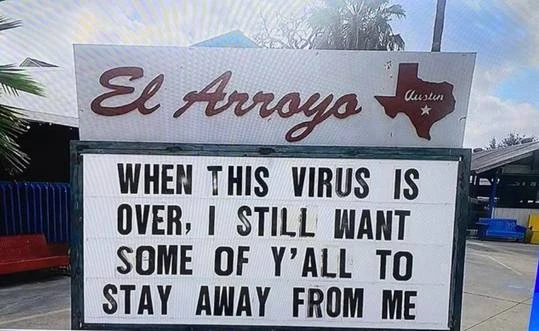 El Arroyo
Austin
WHEN THIS VIRUS IS
OVER, I STILL WANT
SOME OF Y'ALL TO
STAY AWAY FROM ME